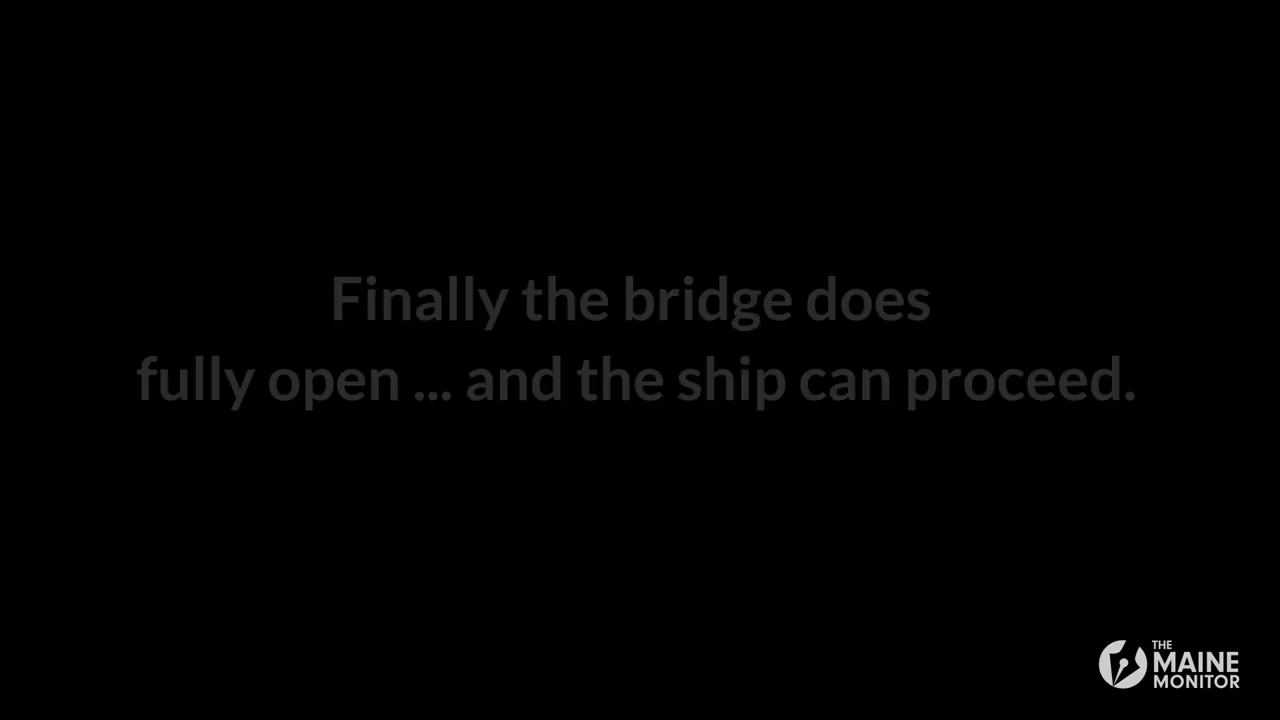 Finally the bridge does
fully open ... and the ship can proceed.
THE
MAINE
MONITOR